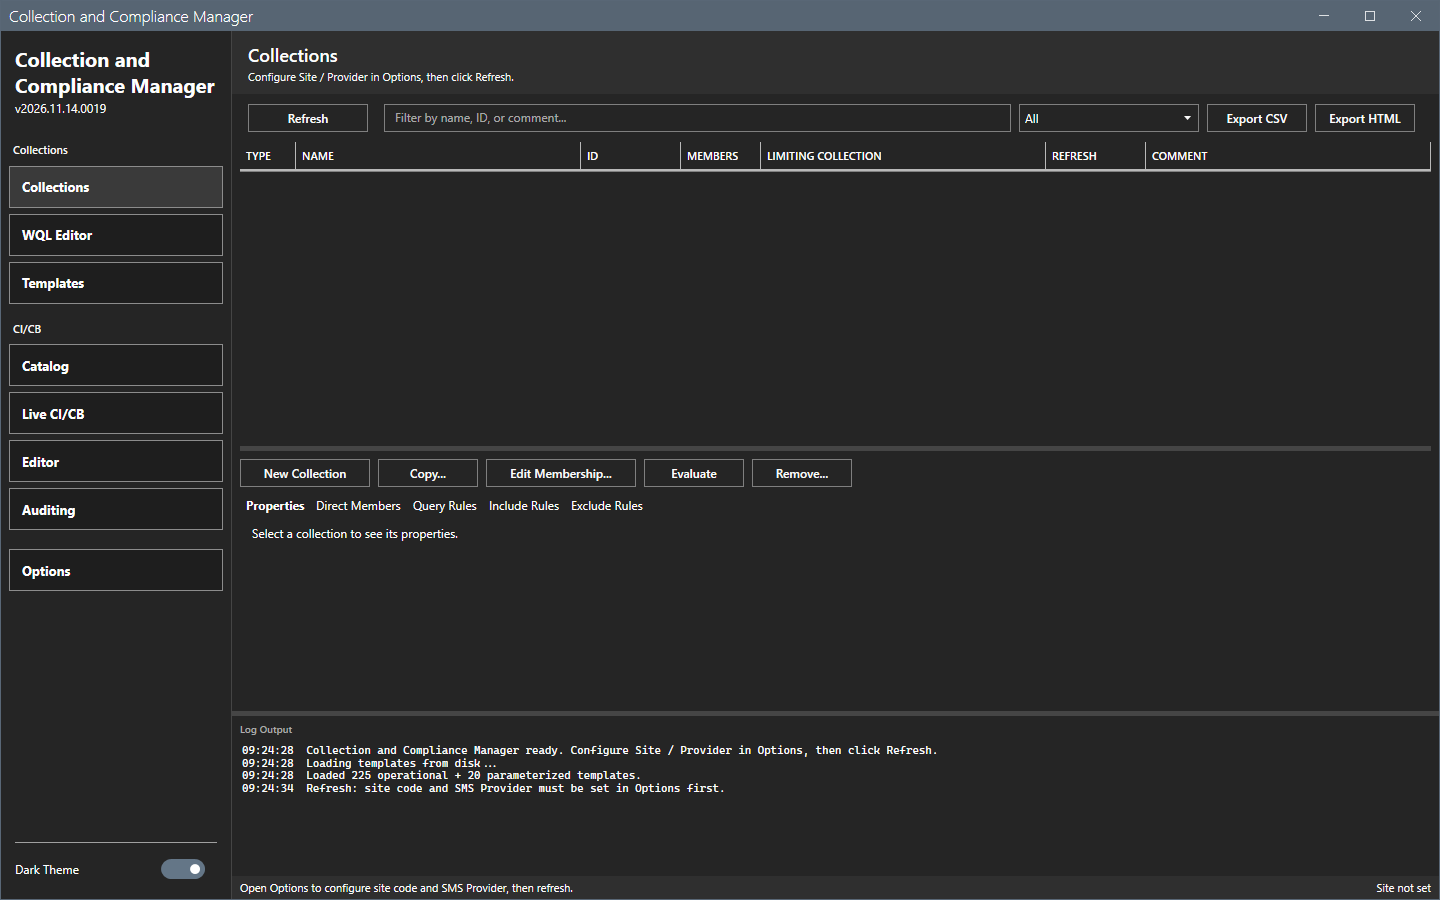 Collection and Compliance Manager
Collection and
Compliance Manager
v2026.11.14.0019
Collections
Collections
WQL Editor
Templates
CI/CB
Catalog
Live CI/CB
Editor
Auditing
Options
Dark Theme
Collections
Configure Site / Provider in Options, then click Refresh.
Refresh
Filter by name, ID, or comment...
All
Export CSV
Export HTML
TYPE NAME ID MEMBERS LIMITING COLLECTION REFRESH COMMENT
New Collection
Copy...
Edit Membership...
Evaluate
Remove...
Properties Direct Members Query Rules Include Rules Exclude Rules
Select a collection to see its properties.
Log Output
09:24:28 Collection and Compliance Manager ready. Configure Site / Provider in Options, then click Refresh.
09:24:28 Loading templates from disk...
09:24:28 Loaded 225 operational + 20 parameterized templates.
09:24:34 Refresh: site code and SMS Provider must be set in Options first.
Open Options to configure site code and SMS Provider, then refresh.
Site not set